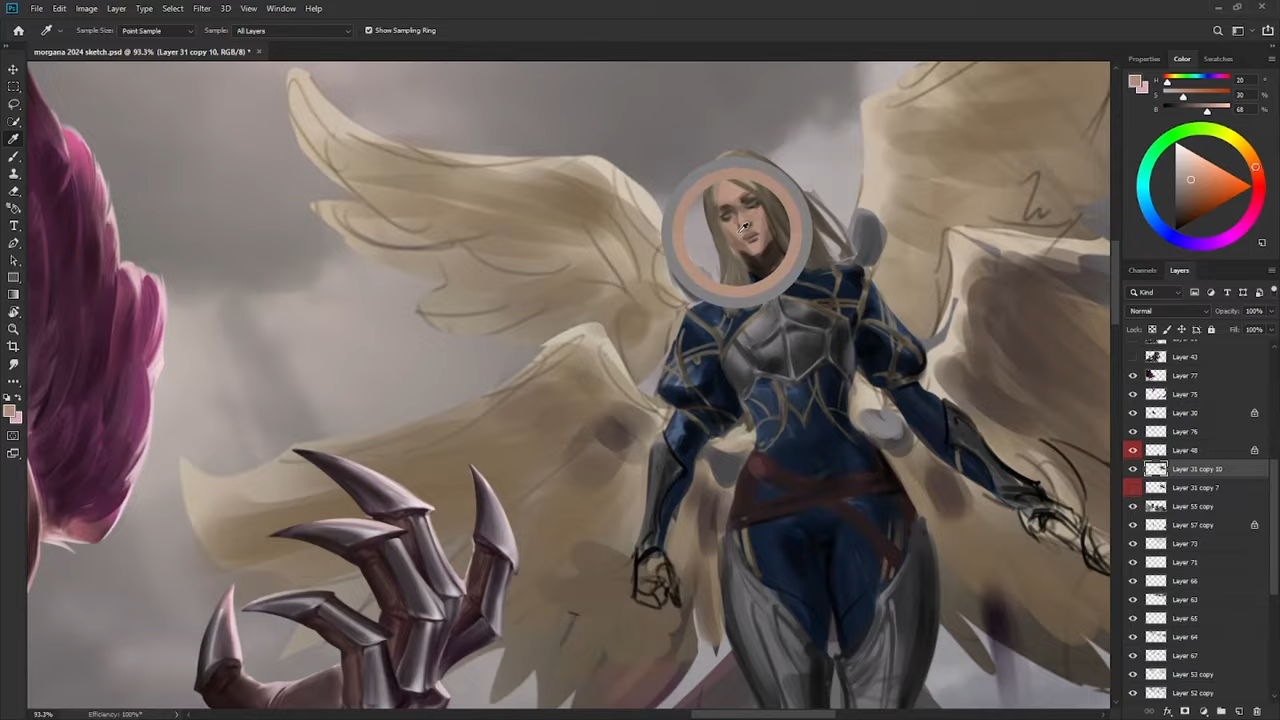 File Edit Image Layer Type Select Filter 3D View Window Help
Sample Size: Point Sample Sample: All Layers Show Sampling Ring
morgana 2024 sketch.psd @ 93.3% (Layer 31 copy 10, RGB/8) *
Properties Color Swatches
H 20 °
S 30 %
B 68 %
Channels Layers
Kind
Normal Opacity: 100%
Lock: Fill: 100%
Layer 43
Layer 77
Layer 75
Layer 30
Layer 76
Layer 48
Layer 31 copy 10
Layer 31 copy 7
Layer 55 copy
Layer 57 copy
Layer 73
Layer 71
Layer 66
Layer 63
Layer 65
Layer 64
Layer 67
Layer 53 copy
Layer 52 copy
93.3% Efficiency: 100%*